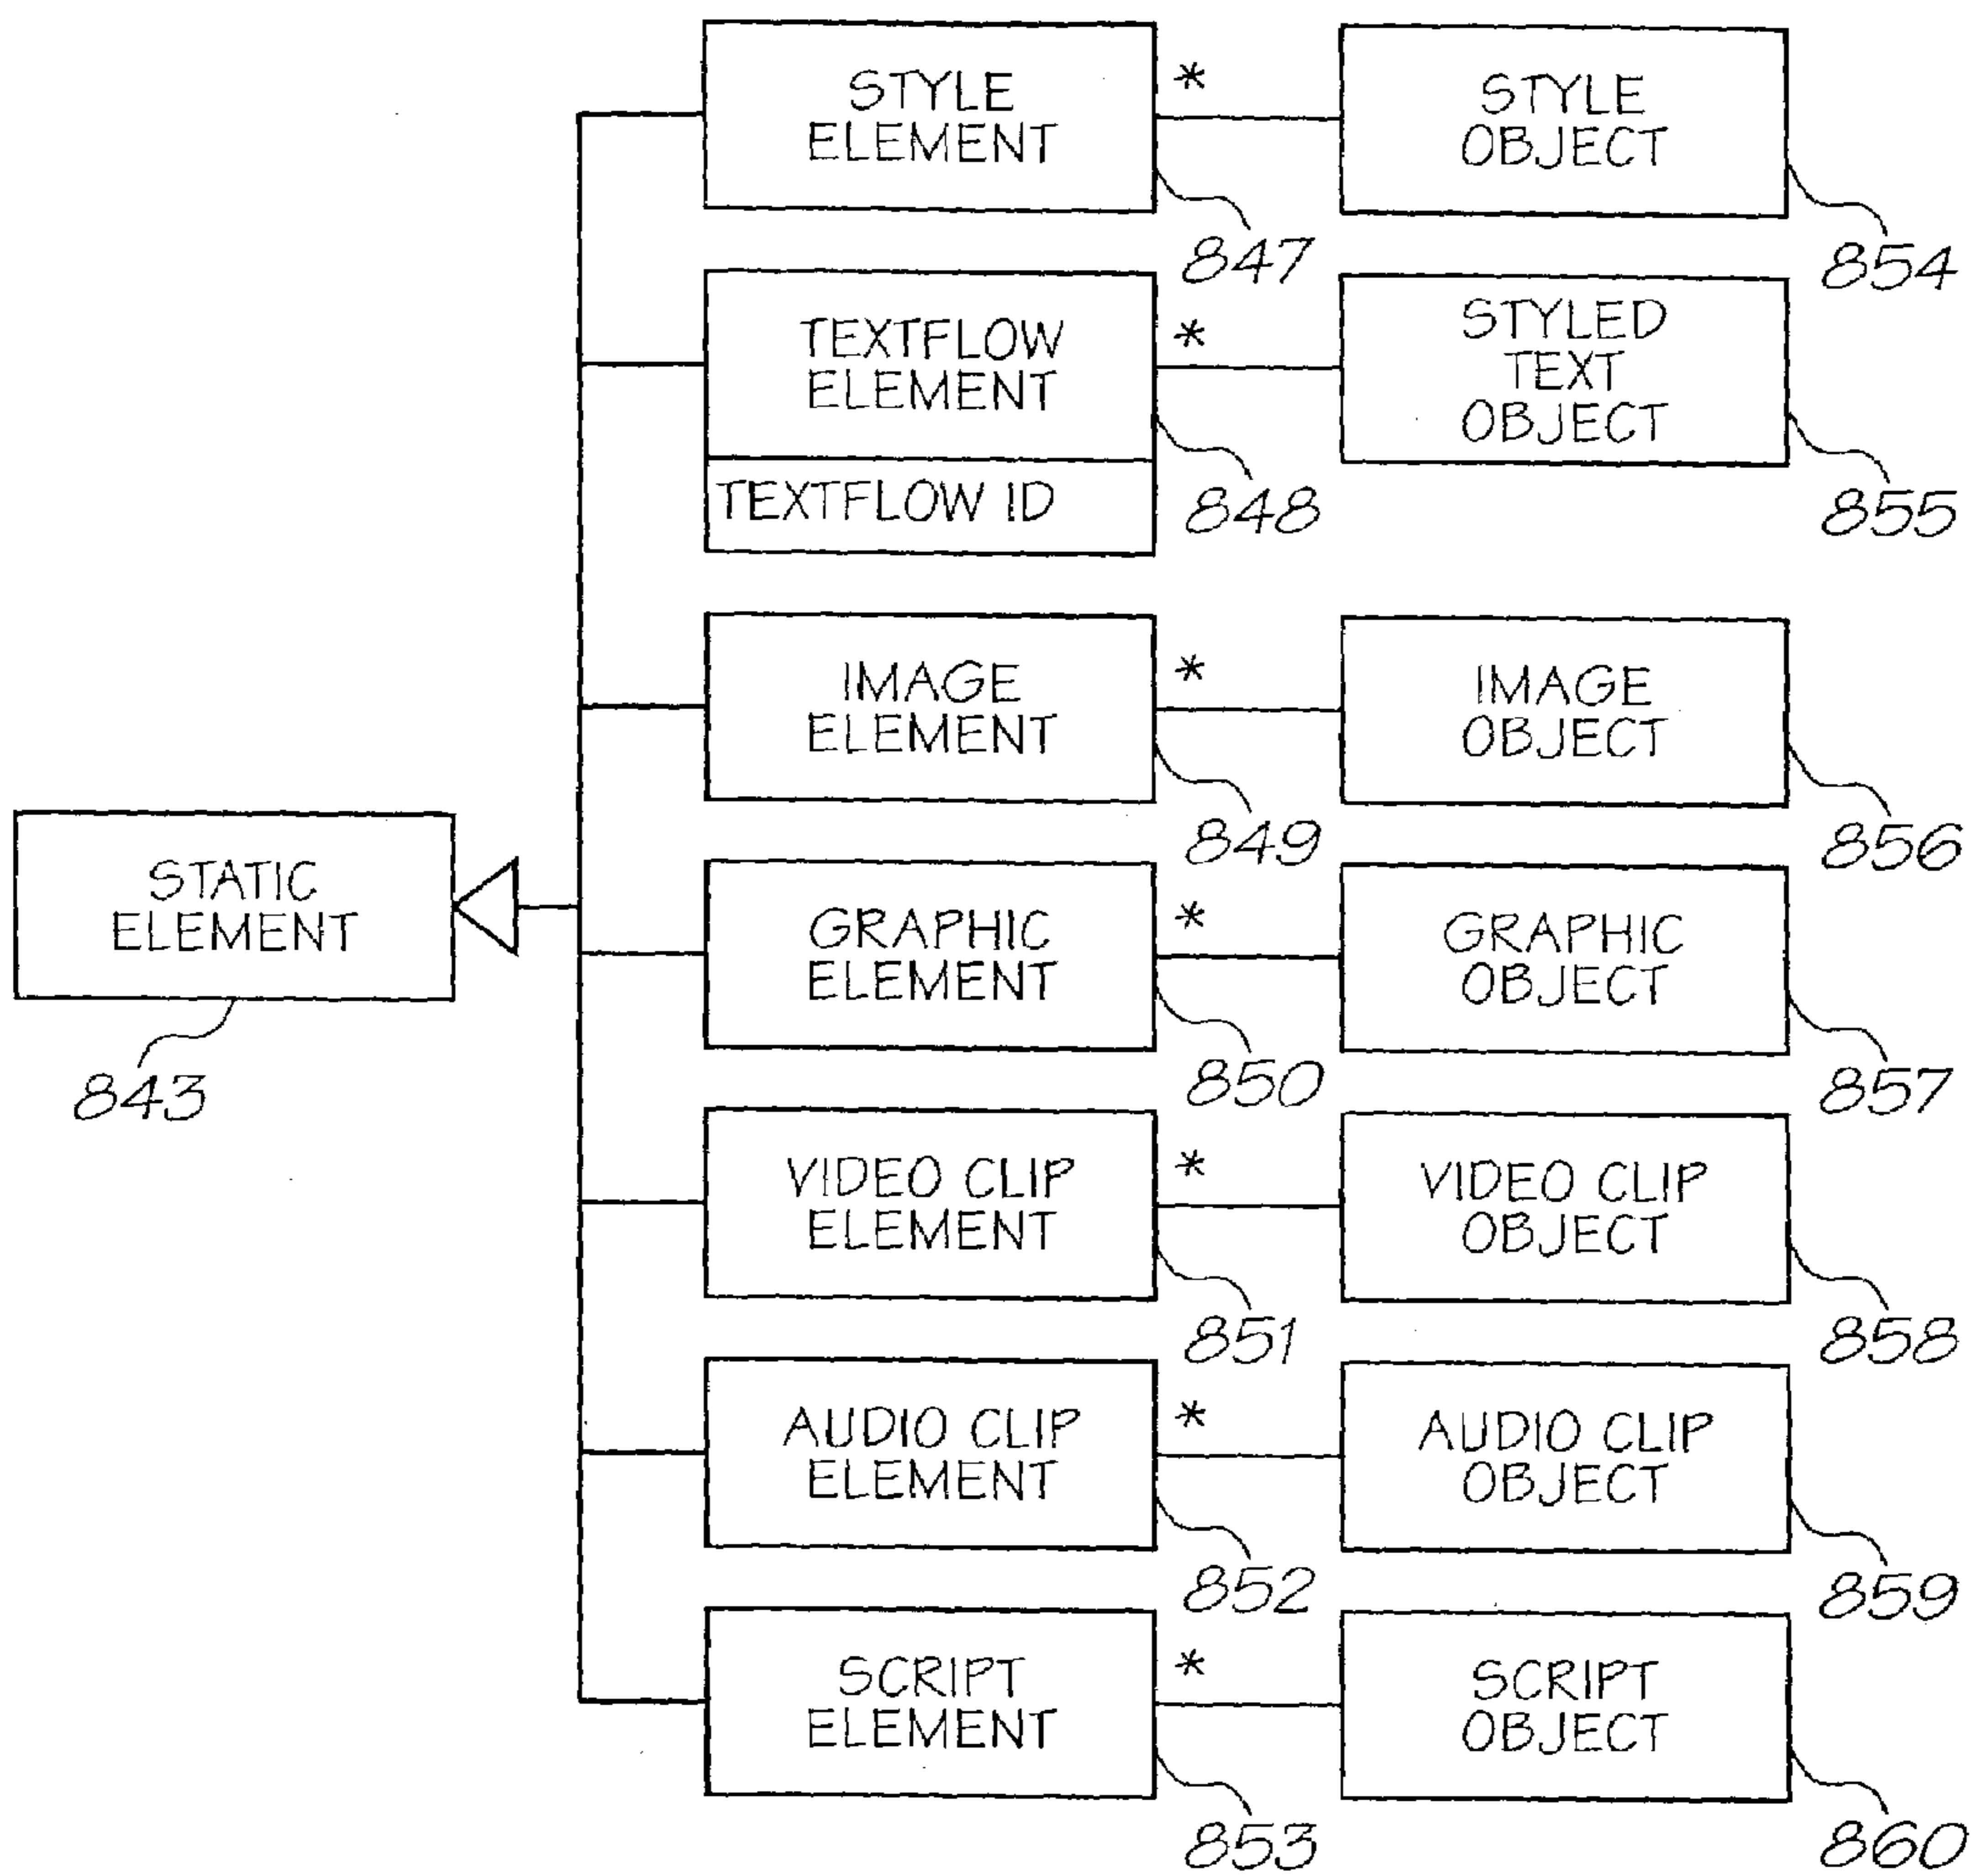 STYLE
ELEMENT
*
STYLE
OBJECT
847
854
TEXTFLOW
ELEMENT
TEXTFLOW ID
*
STYLED
TEXT
OBJECT
848
855
IMAGE
ELEMENT
*
IMAGE
OBJECT
849
856
STATIC
ELEMENT
843
GRAPHIC
ELEMENT
*
GRAPHIC
OBJECT
850
857
VIDEO CLIP
ELEMENT
*
VIDEO CLIP
OBJECT
851
858
AUDIO CLIP
ELEMENT
*
AUDIO CLIP
OBJECT
852
859
SCRIPT
ELEMENT
*
SCRIPT
OBJECT
853
860